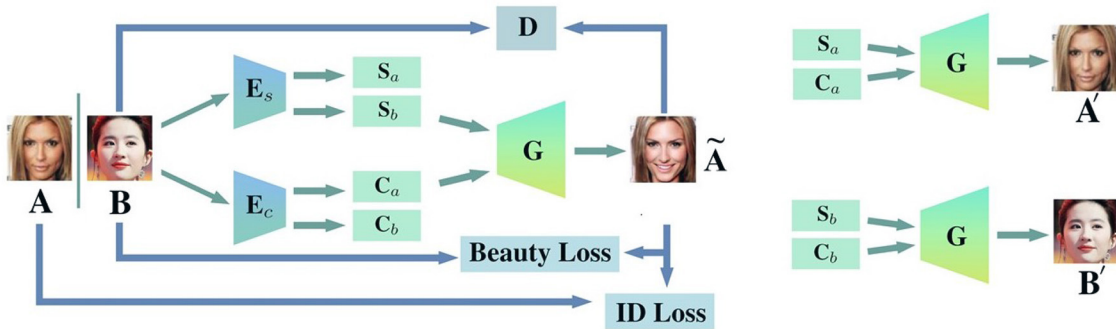 D
E_s
S_a
S_b
E_c
C_a
C_b
G
Ã
A
B
Beauty Loss
ID Loss
S_a
C_a
G
A′
S_b
C_b
G
B′